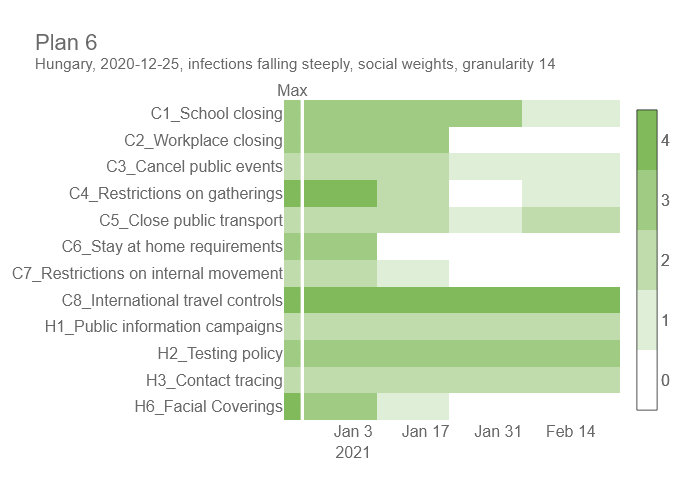 Plan 6
Hungary, 2020-12-25, infections falling steeply, social weights, granularity 14
Max
C1_School closing
C2_Workplace closing
C3_Cancel public events
C4_Restrictions on gatherings
C5_Close public transport
C6_Stay at home requirements
C7_Restrictions on internal movement
C8_International travel controls
H1_Public information campaigns
H2_Testing policy
H3_Contact tracing
H6_Facial Coverings
Jan 3 Jan 17 Jan 31 Feb 14
2021
4
3
2
1
0